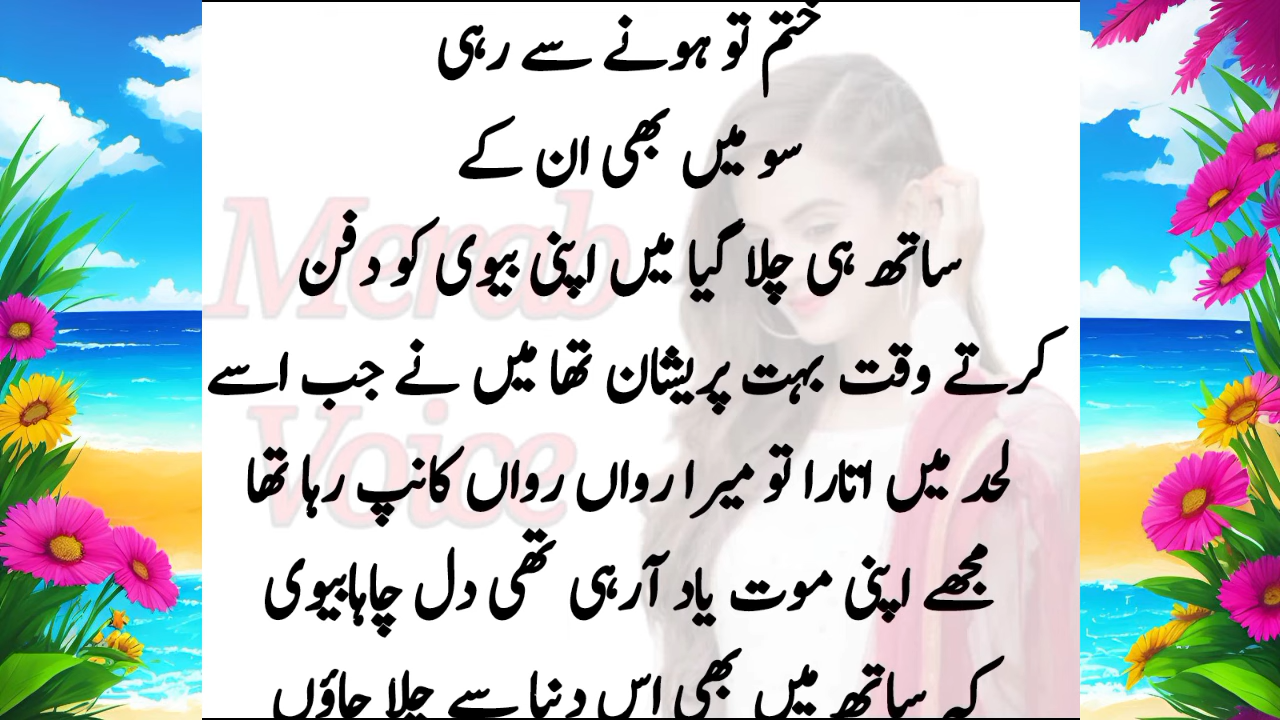 ختم تو ہونے سے رہی
سو میں بھی ان کے
ساتھ ہی چلا گیا میں اپنی بیوی کو دفن
کرتے وقت بہت پریشان تھا میں نے جب اسے
لحد میں اتارا تو میرا رواں رواں کانپ رہا تھا
مجھے اپنی موت یاد آرہی تھی دل چاہا بیوی
کہ ساتھ میں بھی اس دنیا سے چلا جاؤں
Merab
Voice